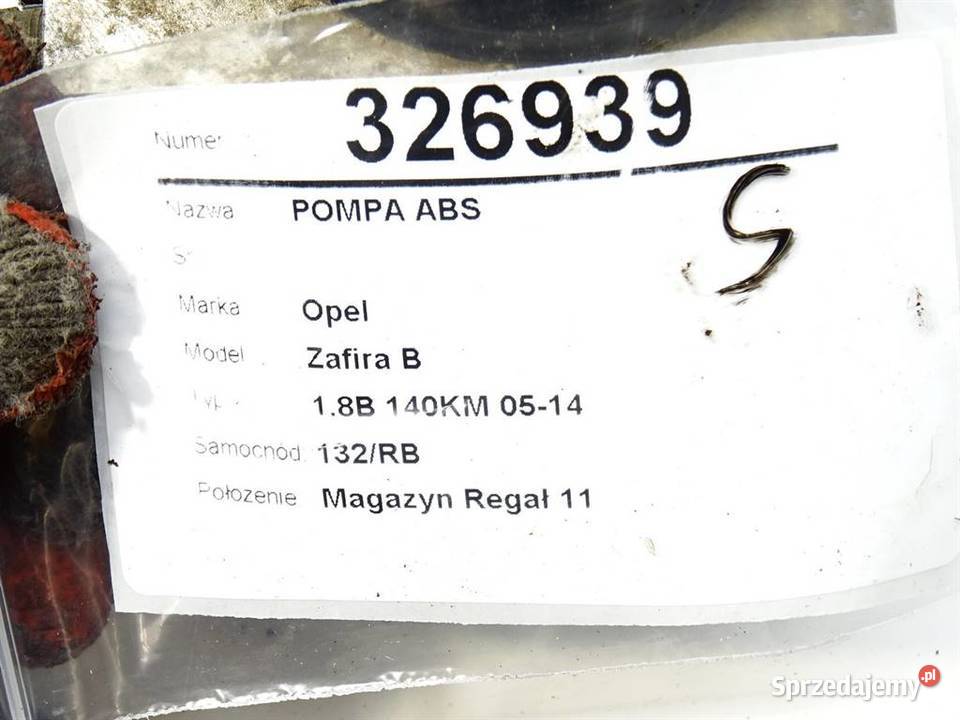 Numer 326939
Nazwa POMPA ABS
S
Marka Opel
Model Zafira B
1.8B 140KM 05-14
Samochód 132/RB
Położenie Magazyn Regał 11
Sprzedajemy.pl